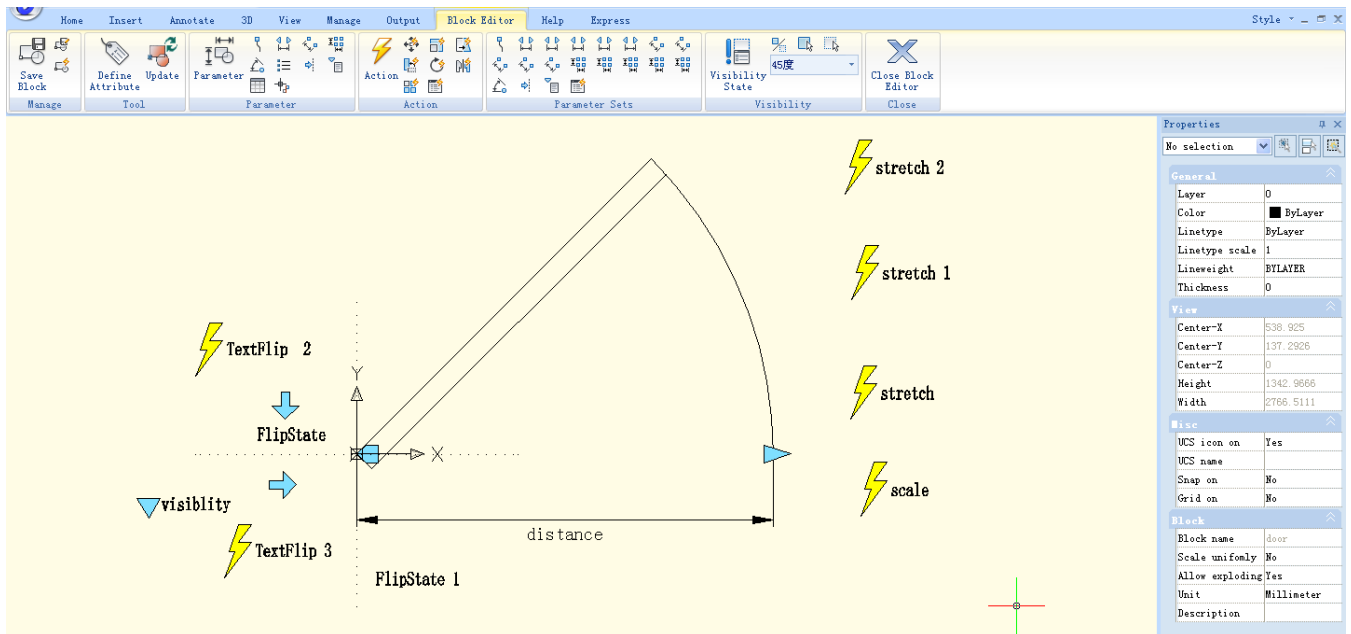 Home Insert Annotate 3D View Manage Output Block Editor Help Express Style
Save Block
Define Attribute
Update
Parameter
Action
Visibility State
45度
Close Block Editor
Manage Tool Parameter Action Parameter Sets Visibility Close
stretch 2
stretch 1
TextFlip 2
Y
stretch
FlipState
X
scale
visiblity
distance
TextFlip 3
FlipState 1
Properties
No selection
General
Layer 0
Color ByLayer
Linetype ByLayer
Linetype scale 1
Lineweight BYLAYER
Thickness 0
View
Center-X 538.925
Center-Y 137.2926
Center-Z 0
Height 1342.9666
Width 2766.5111
Misc
UCS icon on Yes
UCS name
Snap on No
Grid on No
Block
Block name door
Scale unifomly No
Allow exploding Yes
Unit Millimeter
Description